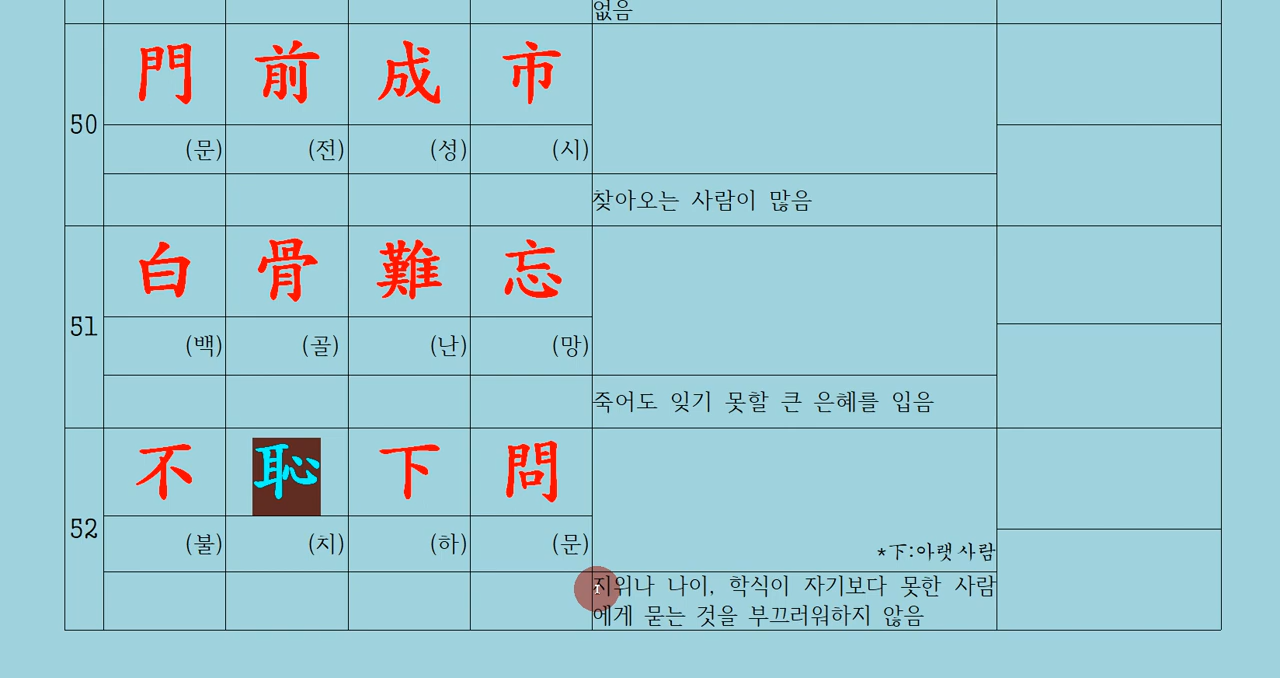 없음
50
門 前 成 市
(문) (전) (성) (시)
찾아오는 사람이 많음
51
白 骨 難 忘
(백) (골) (난) (망)
죽어도 잊기 못할 큰 은혜를 입음
52
不 恥 下 問
(불) (치) (하) (문)
*下:아랫사람
지위나 나이, 학식이 자기보다 못한 사람
에게 묻는 것을 부끄러워하지 않음